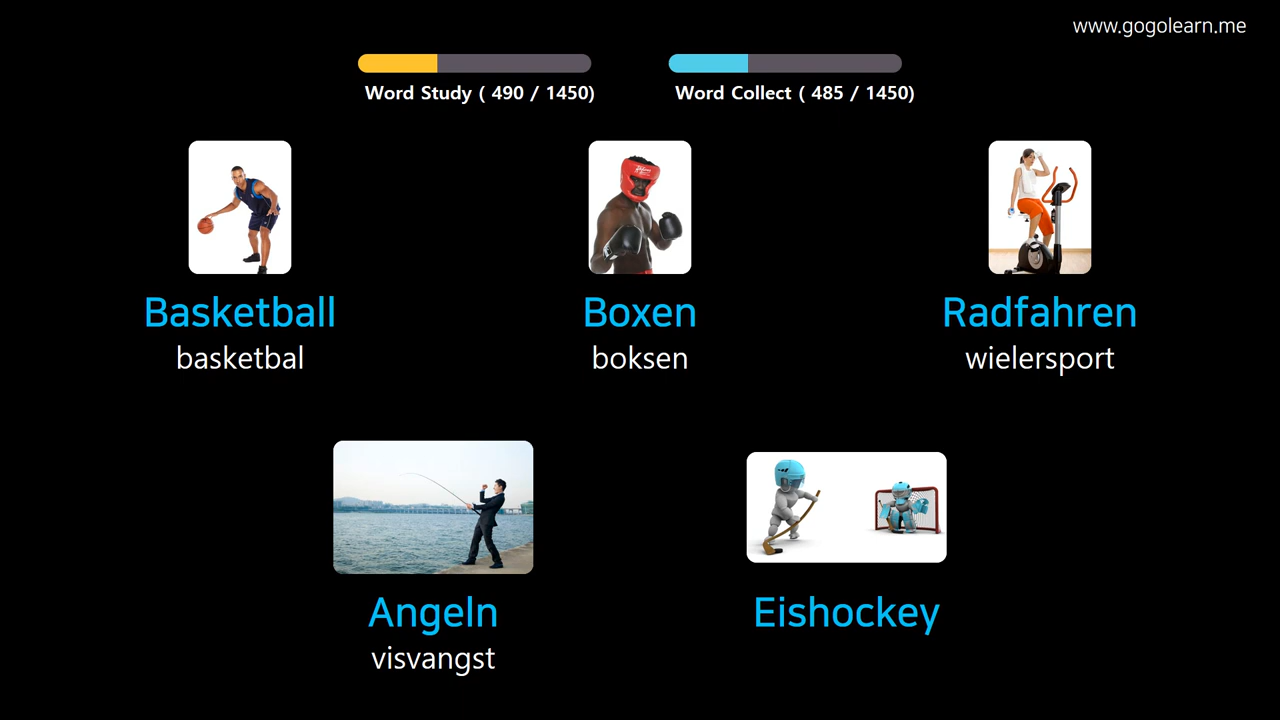 www.gogolearn.me
Word Study ( 490 / 1450)
Word Collect ( 485 / 1450)
Basketball
basketbal
Boxen
boksen
Radfahren
wielersport
Angeln
visvangst
Eishockey